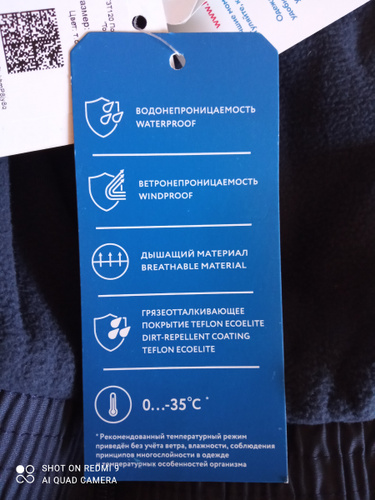 ВОДОНЕПРОНИЦАЕМОСТЬ
WATERPROOF
ВЕТРОНЕПРОНИЦАЕМОСТЬ
WINDPROOF
ДЫШАЩИЙ МАТЕРИАЛ
BREATHABLE MATERIAL
ГРЯЗЕОТТАЛКИВАЮЩЕЕ
ПОКРЫТИЕ TEFLON ECOELITE
DIRT-REPELLENT COATING
TEFLON ECOELITE
0...-35°C *
* Рекомендованный температурный режим
приведён без учёта ветра, влажности, соблюдения
принципов многослойности в одежде
и температурных особенностей организма
SHOT ON REDMI 9
AI QUAD CAMERA